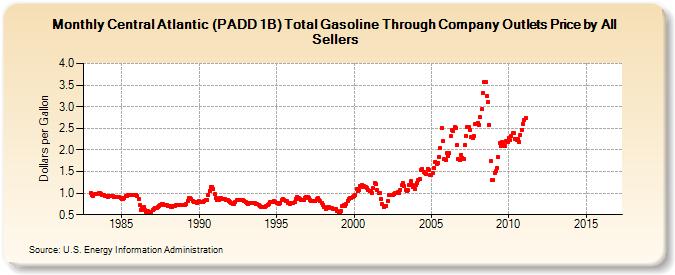 Monthly Central Atlantic (PADD 1B) Total Gasoline Through Company Outlets Price by All
Sellers
Dollars per Gallon
4.0
3.5
3.0
2.5
2.0
1.5
1.0
0.5
1985 1990 1995 2000 2005 2010 2015
Source: U.S. Energy Information Administration